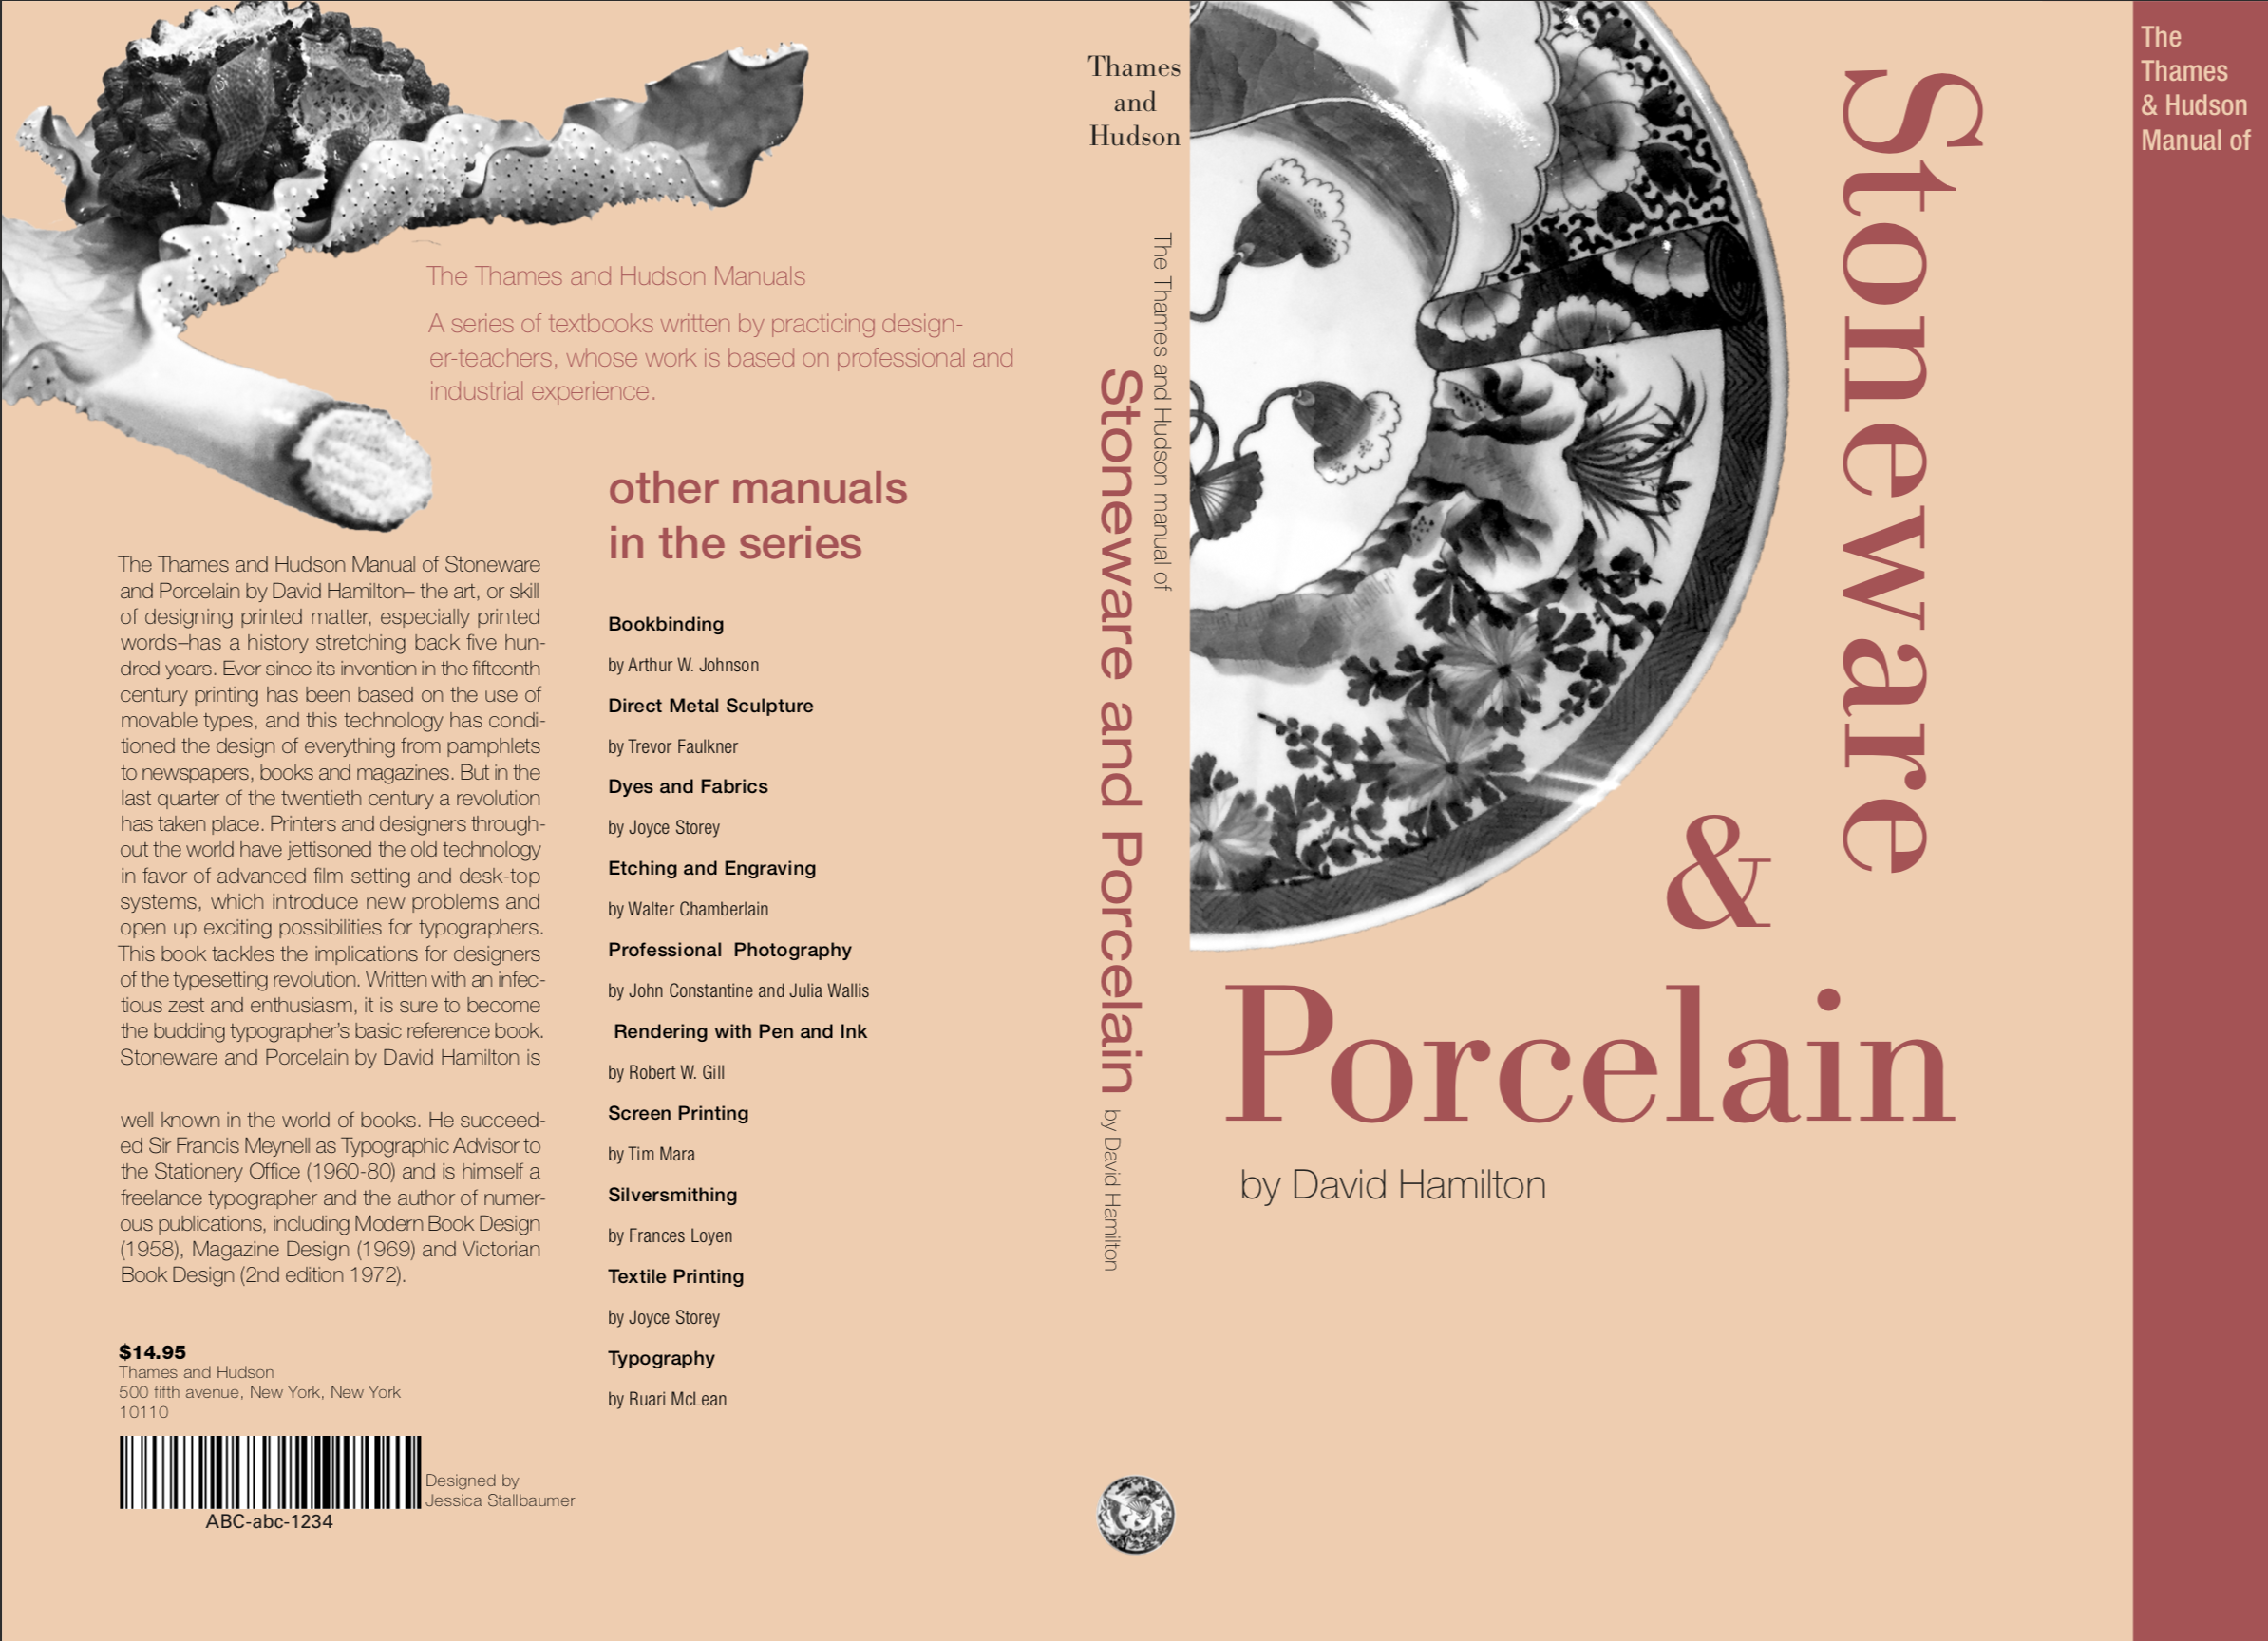 The Thames and Hudson Manuals
A series of textbooks written by practicing design-
er-teachers, whose work is based on professional and
industrial experience.
The Thames and Hudson Manual of Stoneware
and Porcelain by David Hamilton– the art, or skill
of designing printed matter, especially printed
words–has a history stretching back five hun-
dred years. Ever since its invention in the fifteenth
century printing has been based on the use of
movable types, and this technology has condi-
tioned the design of everything from pamphlets
to newspapers, books and magazines. But in the
last quarter of the twentieth century a revolution
has taken place. Printers and designers through-
out the world have jettisoned the old technology
in favor of advanced film setting and desk-top
systems, which introduce new problems and
open up exciting possibilities for typographers.
This book tackles the implications for designers
of the typesetting revolution. Written with an infec-
tious zest and enthusiasm, it is sure to become
the budding typographer's basic reference book.
Stoneware and Porcelain by David Hamilton is
well known in the world of books. He succeed-
ed Sir Francis Meynell as Typographic Advisor to
the Stationery Office (1960-80) and is himself a
freelance typographer and the author of numer-
ous publications, including Modern Book Design
(1958), Magazine Design (1969) and Victorian
Book Design (2nd edition 1972).
$14.95
Thames and Hudson
500 fifth avenue, New York, New York
10110
ABC-abc-1234
Designed by
Jessica Stallbaumer
other manuals
in the series
Bookbinding
by Arthur W. Johnson
Direct Metal Sculpture
by Trevor Faulkner
Dyes and Fabrics
by Joyce Storey
Etching and Engraving
by Walter Chamberlain
Professional Photography
by John Constantine and Julia Wallis
Rendering with Pen and Ink
by Robert W. Gill
Screen Printing
by Tim Mara
Silversmithing
by Frances Loyen
Textile Printing
by Joyce Storey
Typography
by Ruari McLean
Thames
and
Hudson
The Thames and Hudson manual of
Stoneware and Porcelain by David Hamilton
Stoneware
&
Porcelain
by David Hamilton
The
Thames
& Hudson
Manual of